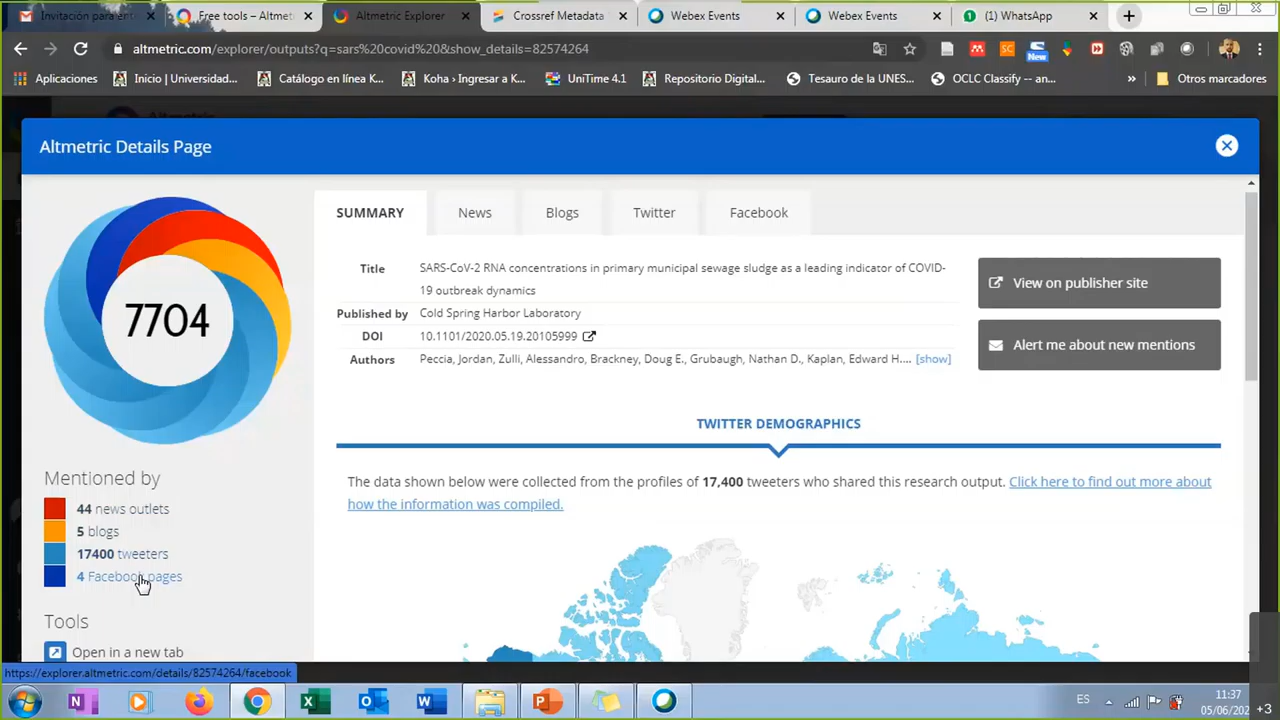 Invitación para ent
Free tools – Altmet
Altmetric Explorer
Crossref Metadata
Webex Events
Webex Events
(1) WhatsApp
altmetric.com/explorer/outputs?q=sars%20covid%20&show_details=82574264
SC
New
Aplicaciones
Inicio | Universidad...
Catálogo en línea K...
Koha › Ingresar a K...
UniTime 4.1
Repositorio Digital...
Tesauro de la UNES...
OCLC Classify -- an...
»
Otros marcadores
Altmetric Details Page
7704
SUMMARY
News
Blogs
Twitter
Facebook
Title
SARS-CoV-2 RNA concentrations in primary municipal sewage sludge as a leading indicator of COVID-
19 outbreak dynamics
Published by
Cold Spring Harbor Laboratory
DOI
10.1101/2020.05.19.20105999
Authors
Peccia, Jordan, Zulli, Alessandro, Brackney, Doug E., Grubaugh, Nathan D., Kaplan, Edward H.... [show]
View on publisher site
Alert me about new mentions
TWITTER DEMOGRAPHICS
The data shown below were collected from the profiles of 17,400 tweeters who shared this research output. Click here to find out more about
how the information was compiled.
Mentioned by
44 news outlets
5 blogs
17400 tweeters
4 Facebook pages
Tools
Open in a new tab
https://explorer.altmetric.com/details/82574264/facebook
ES
11:37
05/06/202
+3